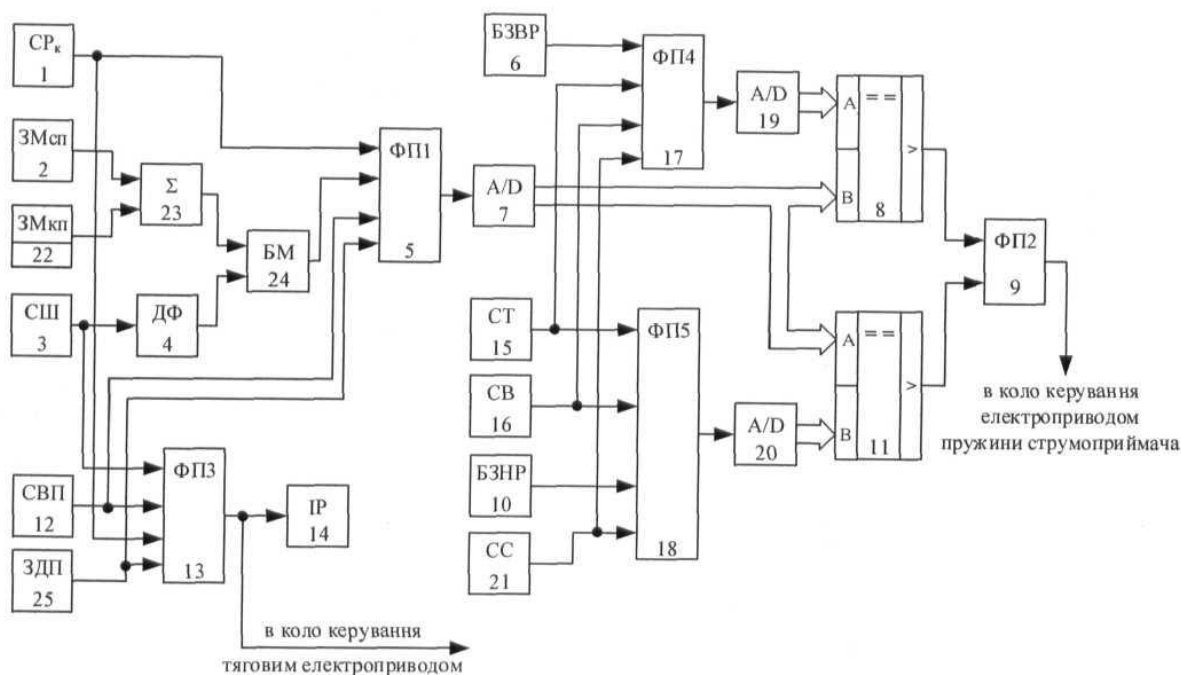 СРк
1
ЗМсп
2
ЗМкп
22
Σ
23
БМ
24
СШ
3
ДФ
4
ФП1
5
A/D
7
СВП
12
ЗДП
25
ФП3
13
ІР
14
в коло керування
тяговим електроприводом
БЗВР
6
ФП4
17
A/D
19
A
==
>
B
8
СТ
15
СВ
16
БЗНР
10
СС
21
ФП5
18
A/D
20
A
==
>
B
11
ФП2
9
в коло керування
електроприводом
пружини струмоприймача